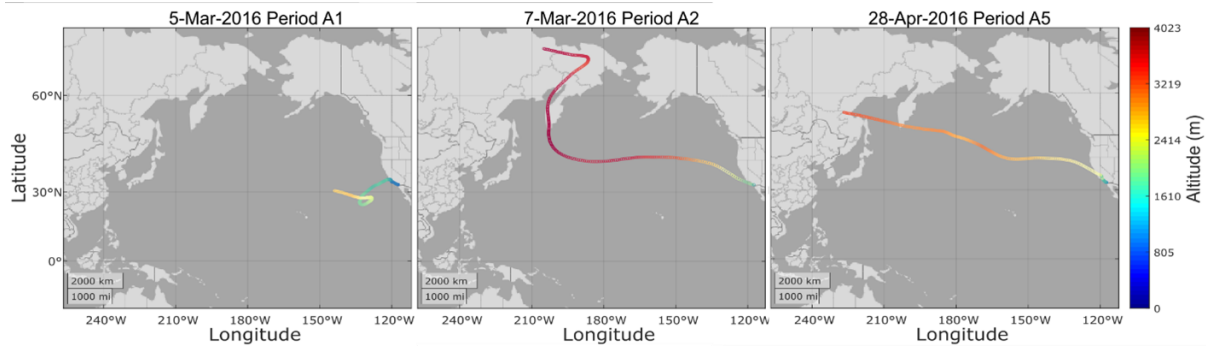 5-Mar-2016 Period A1
7-Mar-2016 Period A2
28-Apr-2016 Period A5
Latitude
60°N
30°N
0°
2000 km
1000 mi
240°W 210°W 180°W 150°W 120°W
Longitude
2000 km
1000 mi
240°W 210°W 180°W 150°W 120°W
Longitude
2000 km
1000 mi
240°W 210°W 180°W 150°W 120°W
Longitude
4023
3219
2414
1610
805
0
Altitude (m)